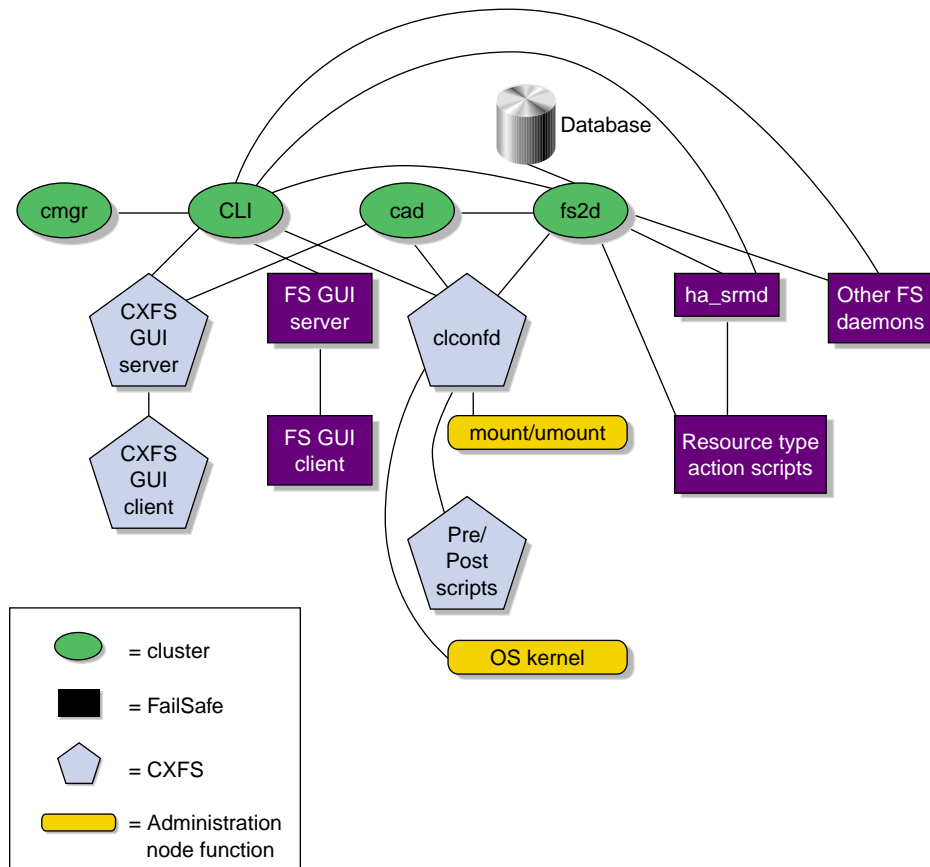 Database
cmgr
CLI
cad
fs2d
CXFS
GUI
server
FS GUI
server
clconfd
ha_srmd
Other FS
daemons
CXFS
GUI
client
FS GUI
client
mount/umount
Resource type
action scripts
Pre/
Post
scripts
OS kernel
= cluster
= FailSafe
= CXFS
= Administration
node function